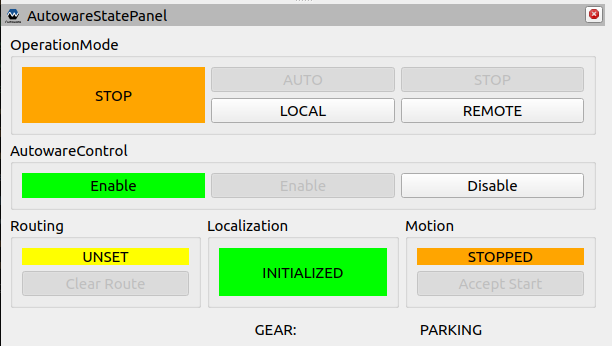 AutowareStatePanel
OperationMode
STOP
AUTO
STOP
LOCAL
REMOTE
AutowareControl
Enable
Enable
Disable
Routing
Localization
Motion
UNSET
INITIALIZED
STOPPED
Clear Route
Accept Start
GEAR:
PARKING